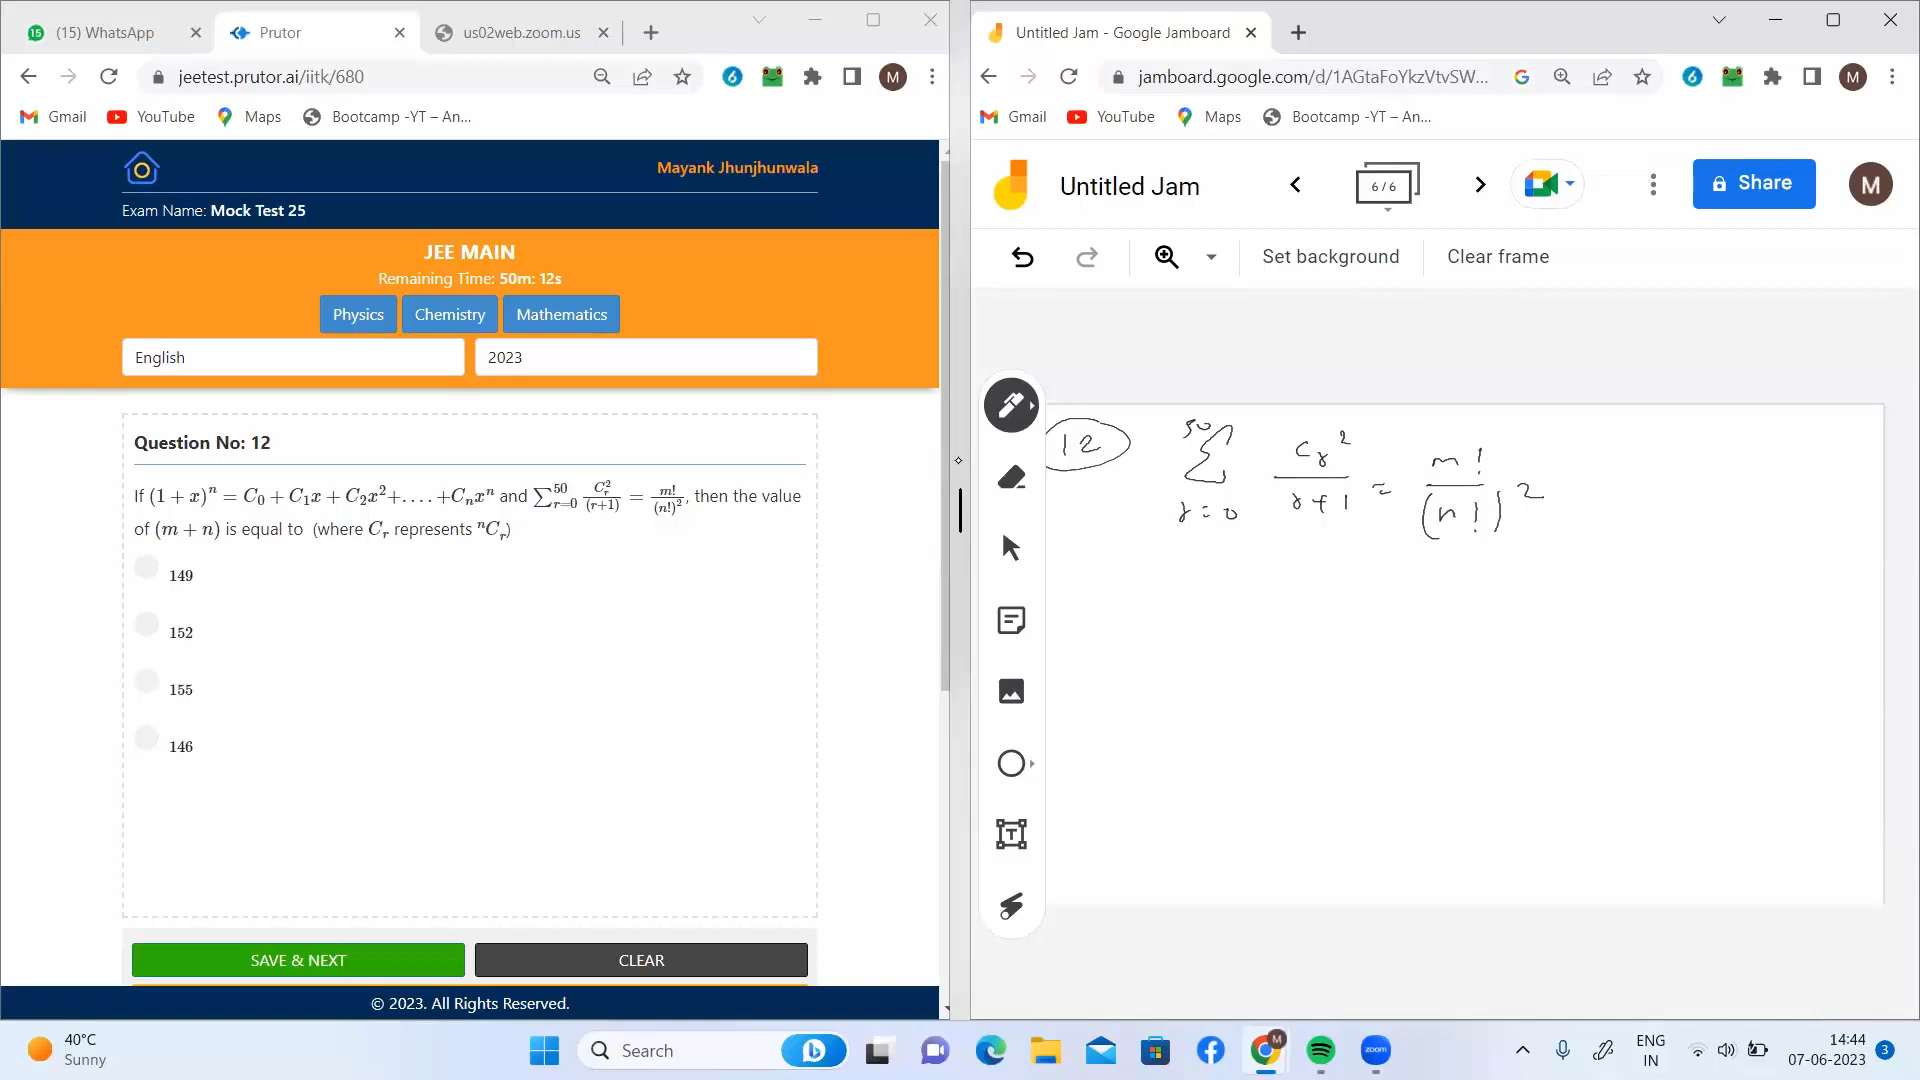 (15) WhatsApp
Prutor
us02web.zoom.us
jeetest.prutor.ai/iitk/680
Gmail
YouTube
Maps
Bootcamp -YT – An...
Mayank Jhunjhunwala
Exam Name: Mock Test 25
JEE MAIN
Remaining Time: 50m: 12s
Physics
Chemistry
Mathematics
English
2023
Question No: 12
If (1 + x)^n = C_0 + C_1x + C_2x^2+....+C_nx^n and ∑_{r=0}^{50} C_r^2/(r+1) = m!/(n!)^2, then the value
of (m + n) is equal to (where C_r represents ^nC_r)
149
152
155
146
SAVE & NEXT
CLEAR
© 2023. All Rights Reserved.
Untitled Jam - Google Jamboard
jamboard.google.com/d/1AGtaFoYkzVtvSW...
Gmail
YouTube
Maps
Bootcamp -YT – An...
Untitled Jam
6 / 6
Share
M
Set background
Clear frame
12 ∑_{r=0}^{50} C_r^2/(r+1) = m!/(n!)^2
40°C
Sunny
Search
zoom
ENG
IN
14:44
07-06-2023
3